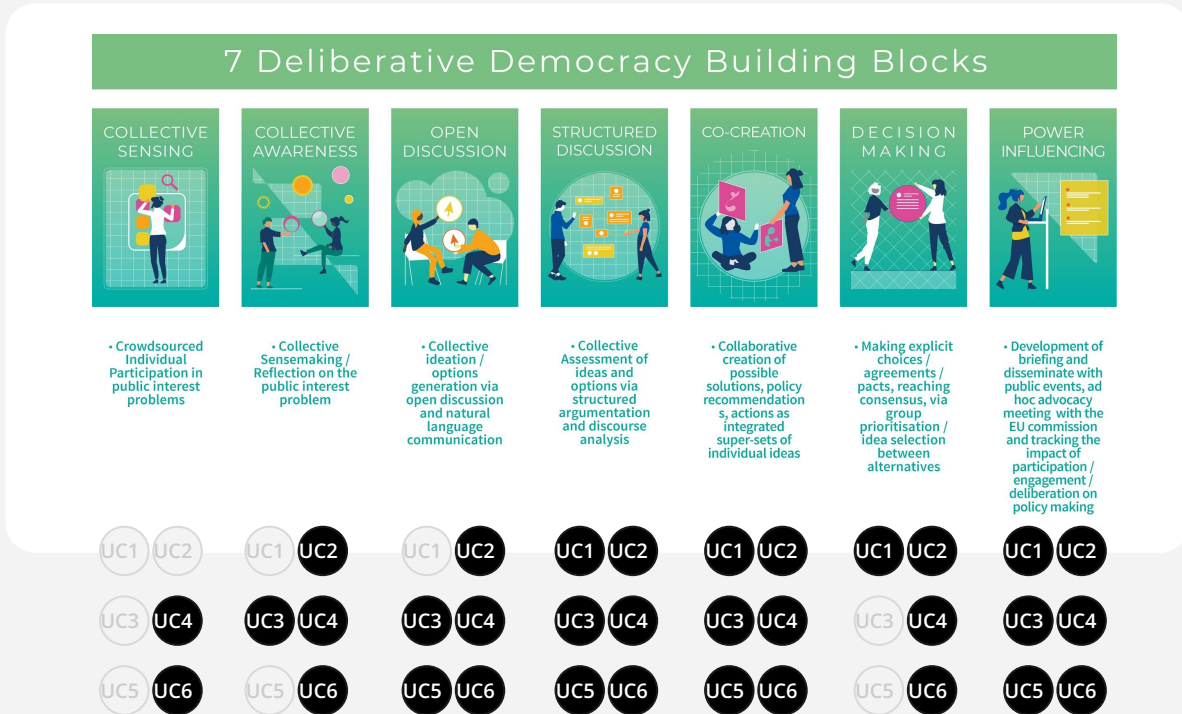 7 Deliberative Democracy Building Blocks
COLLECTIVE
SENSING
COLLECTIVE
AWARENESS
OPEN
DISCUSSION
STRUCTURED
DISCUSSION
CO-CREATION
DECISION
MAKING
POWER
INFLUENCING
• Crowdsourced
Individual
Participation in
public interest
problems
• Collective
Sensemaking /
Reflection on the
public interest
problem
• Collective
ideation /
options
generation via
open discussion
and natural
language
communication
• Collective
Assessment of
ideas and
options via
structured
argumentation
and discourse
analysis
• Collaborative
creation of
possible
solutions, policy
recommendation
s, actions as
integrated
super-sets of
individual ideas
• Making explicit
choices /
agreements /
pacts, reaching
consensus, via
group
prioritisation /
idea selection
between
alternatives
• Development of
briefing and
disseminate with
public events, ad
hoc advocacy
meeting with the
EU commission
and tracking the
impact of
participation /
engagement /
deliberation on
policy making
UC1 UC2 UC1 UC2 UC1 UC2 UC1 UC2 UC1 UC2 UC1 UC2 UC1 UC2
UC3 UC4 UC3 UC4 UC3 UC4 UC3 UC4 UC3 UC4 UC3 UC4 UC3 UC4
UC5 UC6 UC5 UC6 UC5 UC6 UC5 UC6 UC5 UC6 UC5 UC6 UC5 UC6